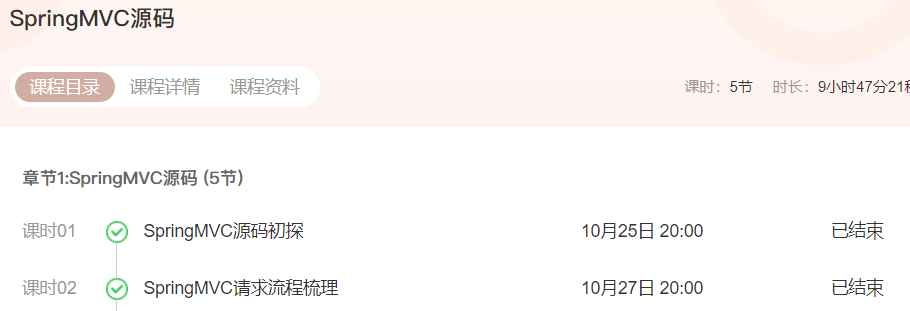 SpringMVC源码
课程目录 课程详情 课程资料 课时：5节 时长：9小时47分21秒
章节1:SpringMVC源码 (5节)
课时01 SpringMVC源码初探 10月25日 20:00 已结束
课时02 SpringMVC请求流程梳理 10月27日 20:00 已结束